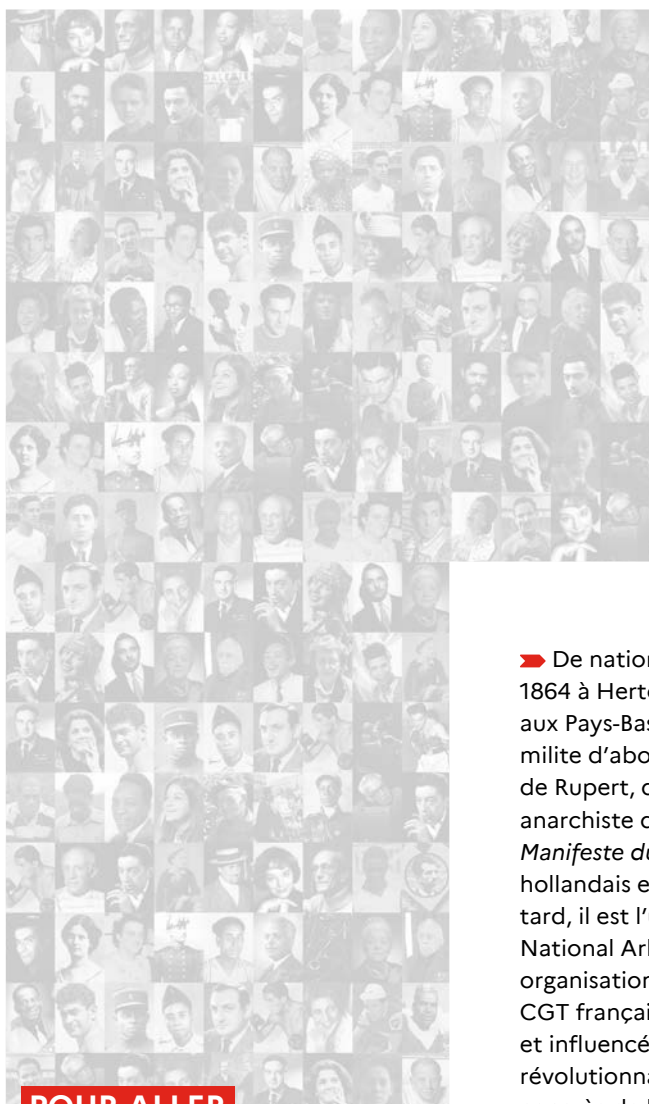 De nation
1864 à Herto
aux Pays-Bas
milite d'abo
de Rupert, d
anarchiste d
Manifeste du
hollandais e
tard, il est l'u
National Arb
organisation
CGT françai
et influencé
révolutionna
POUR ALLER